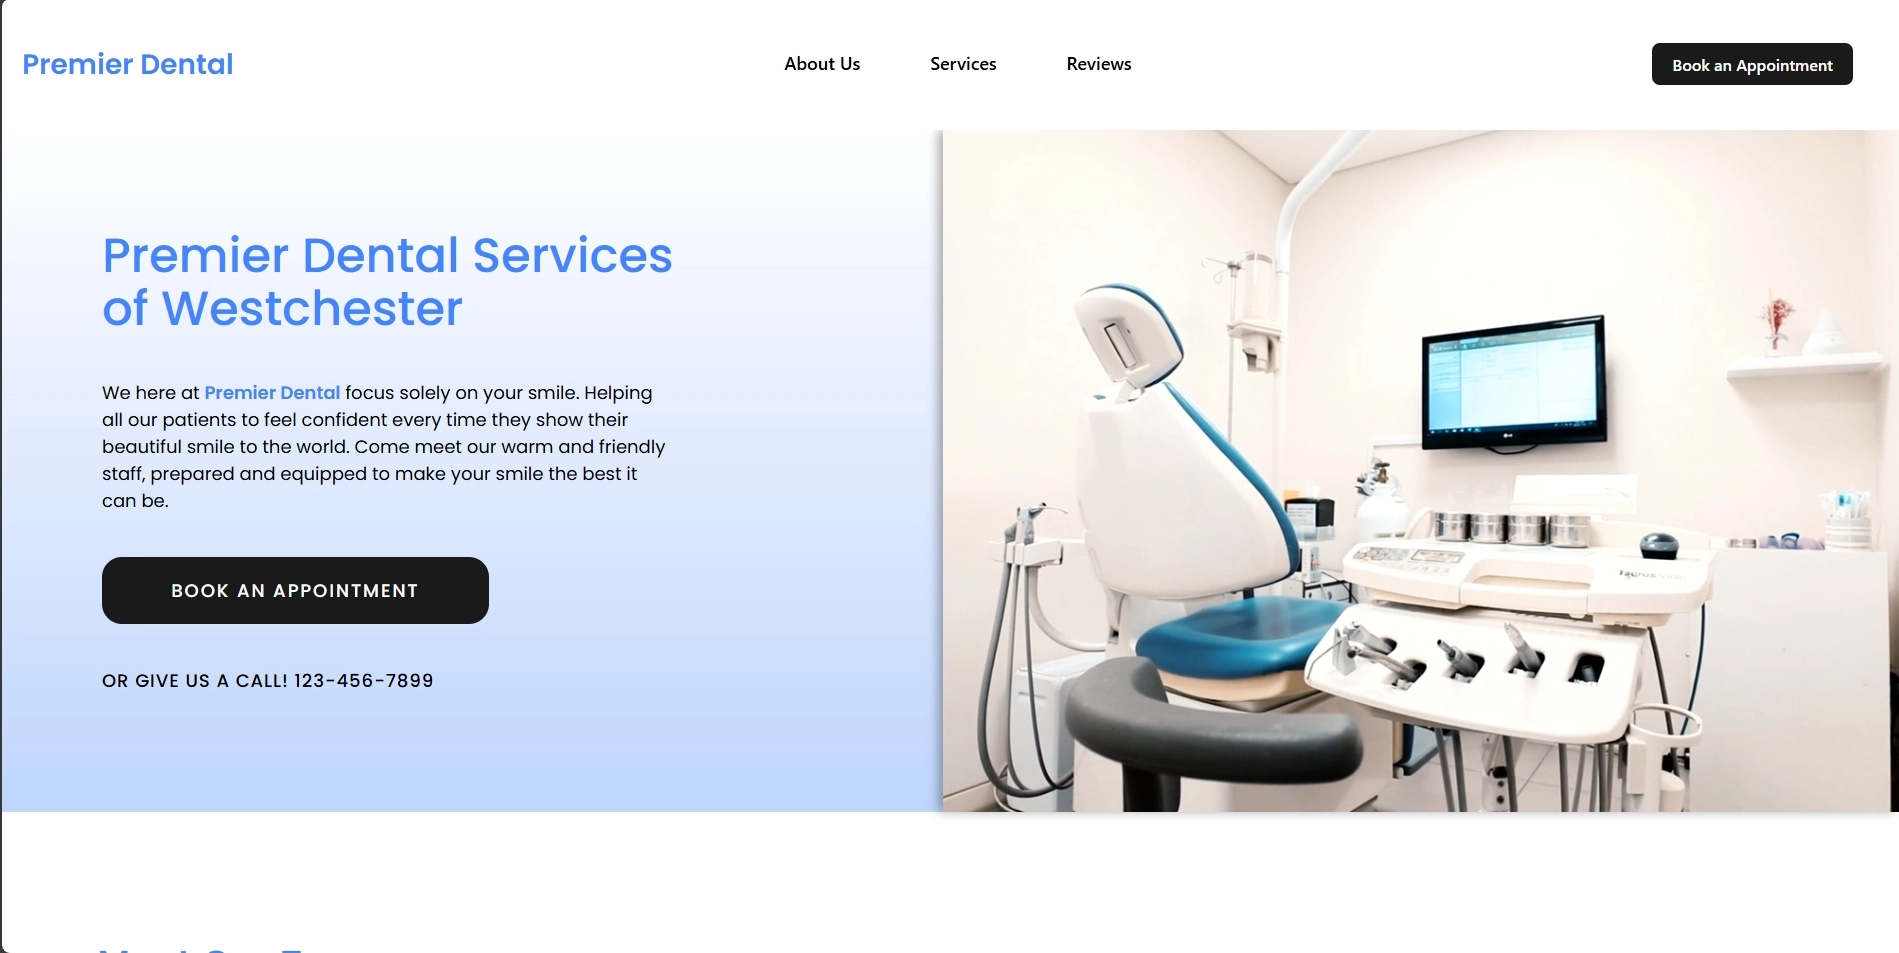 Premier Dental
About Us
Services
Reviews
Book an Appointment
Premier Dental Services
of Westchester
We here at Premier Dental focus solely on your smile. Helping
all our patients to feel confident every time they show their
beautiful smile to the world. Come meet our warm and friendly
staff, prepared and equipped to make your smile the best it
can be.
BOOK AN APPOINTMENT
OR GIVE US A CALL! 123-456-7899